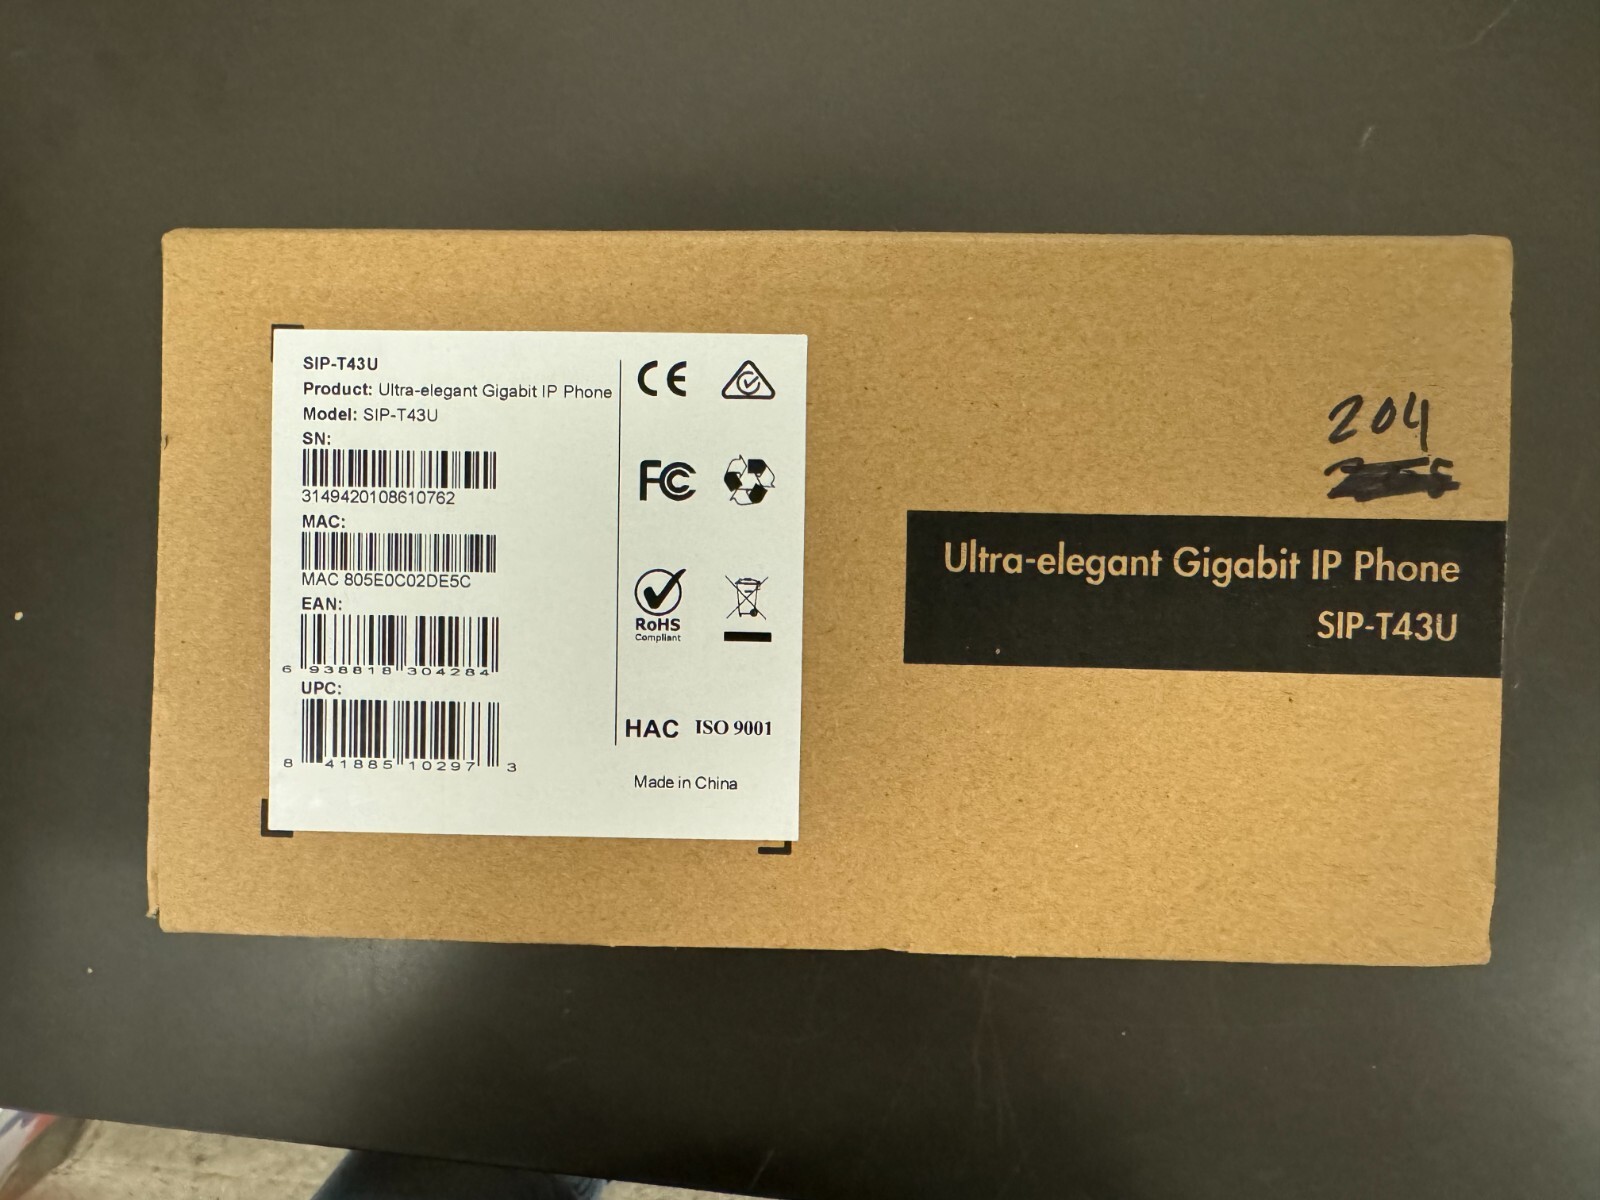 SIP-T43U
Product: Ultra-elegant Gigabit IP Phone
Model: SIP-T43U
SN:
3149420108610762
MAC:
MAC 805E0C02DE5C
EAN:
6 938818 304284
UPC:
8 41885 10297 3
CE
FC
RoHS
Compliant
HAC ISO 9001
Made in China
204
Ultra-elegant Gigabit IP Phone
SIP-T43U